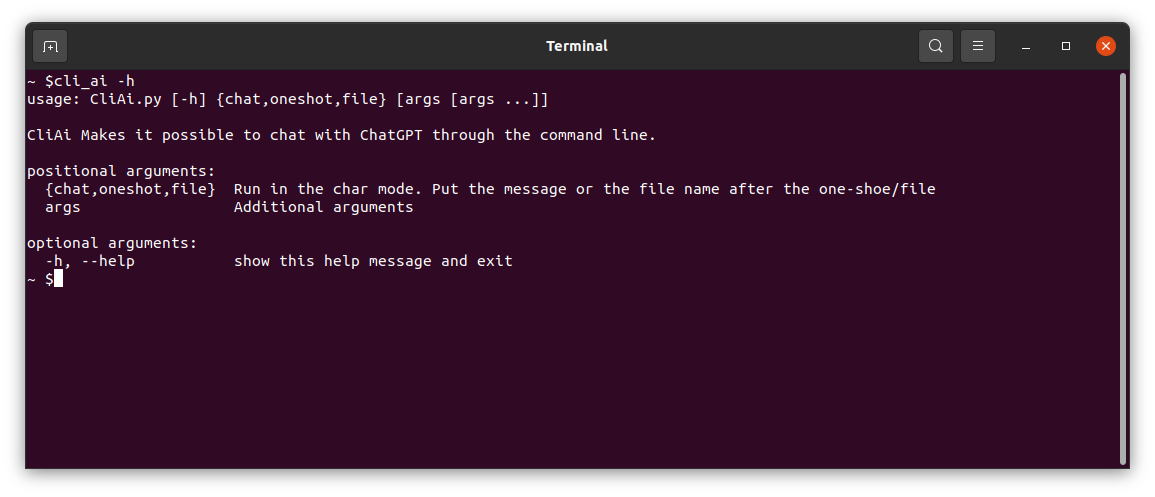 Terminal
~ $cli_ai -h
usage: CliAi.py [-h] {chat,oneshot,file} [args [args ...]]
CliAi Makes it possible to chat with ChatGPT through the command line.
positional arguments:
{chat,oneshot,file} Run in the char mode. Put the message or the file name after the one-shoe/file
args Additional arguments
optional arguments:
-h, --help show this help message and exit
~ $